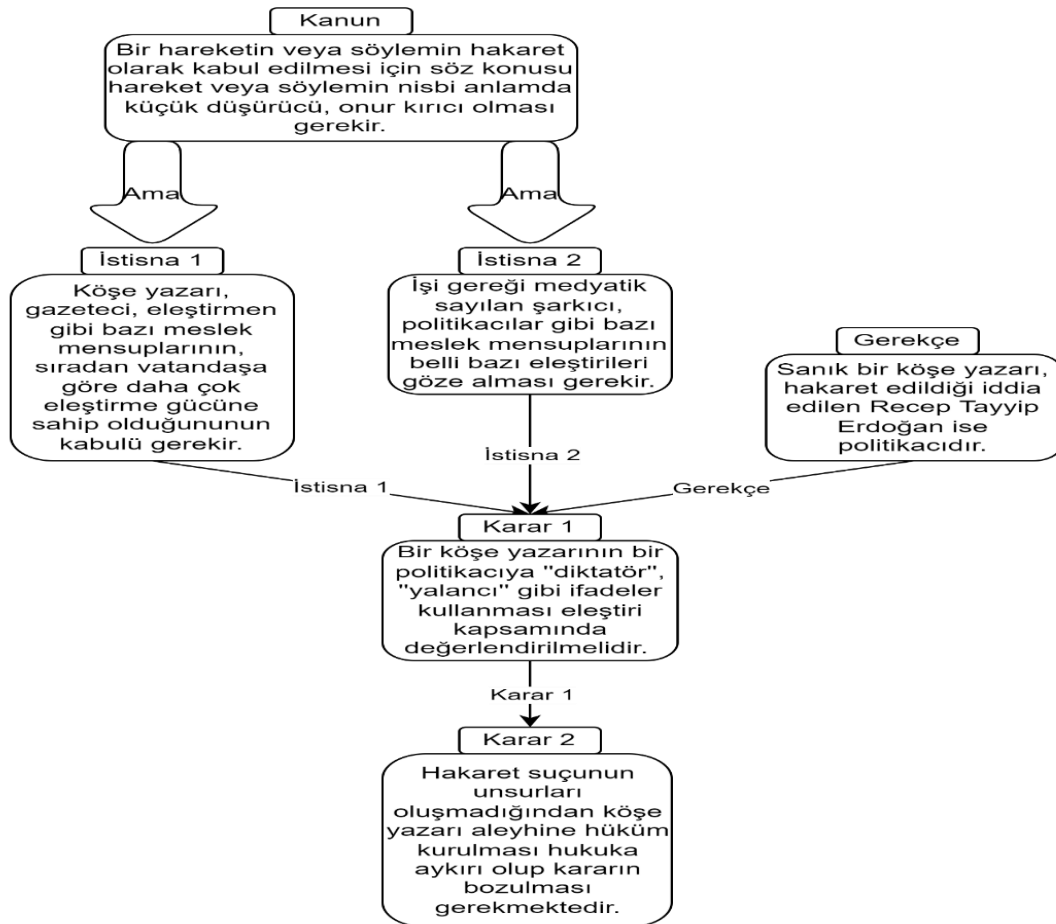 Kanun
Bir hareketin veya söylemin hakaret
olarak kabul edilmesi için söz konusu
hareket veya söylemin nisbi anlamda
küçük düşürücü, onur kırıcı olması
gerekir.
Ama
Ama
İstisna 1
Köşe yazarı,
gazeteci, eleştirmen
gibi bazı meslek
mensuplarının,
sıradan vatandaşa
göre daha çok
eleştirme gücüne
sahip olduğununun
kabulü gerekir.
İstisna 2
İşi gereği medyatik
sayılan şarkıcı,
politikacılar gibi bazı
meslek mensuplarının
belli bazı eleştirileri
göze alması gerekir.
Gerekçe
Sanık bir köşe yazarı,
hakaret edildiği iddia
edilen Recep Tayyip
Erdoğan ise
politikacıdır.
İstisna 1
İstisna 2
Gerekçe
Karar 1
Bir köşe yazarının bir
politikacıya "diktatör",
"yalancı" gibi ifadeler
kullanması eleştiri
kapsamında
değerlendirilmelidir.
Karar 1
Karar 2
Hakaret suçunun
unsurları
oluşmadığından köşe
yazarı aleyhine hüküm
kurulması hukuka
aykırı olup kararın
bozulması
gerekmektedir.